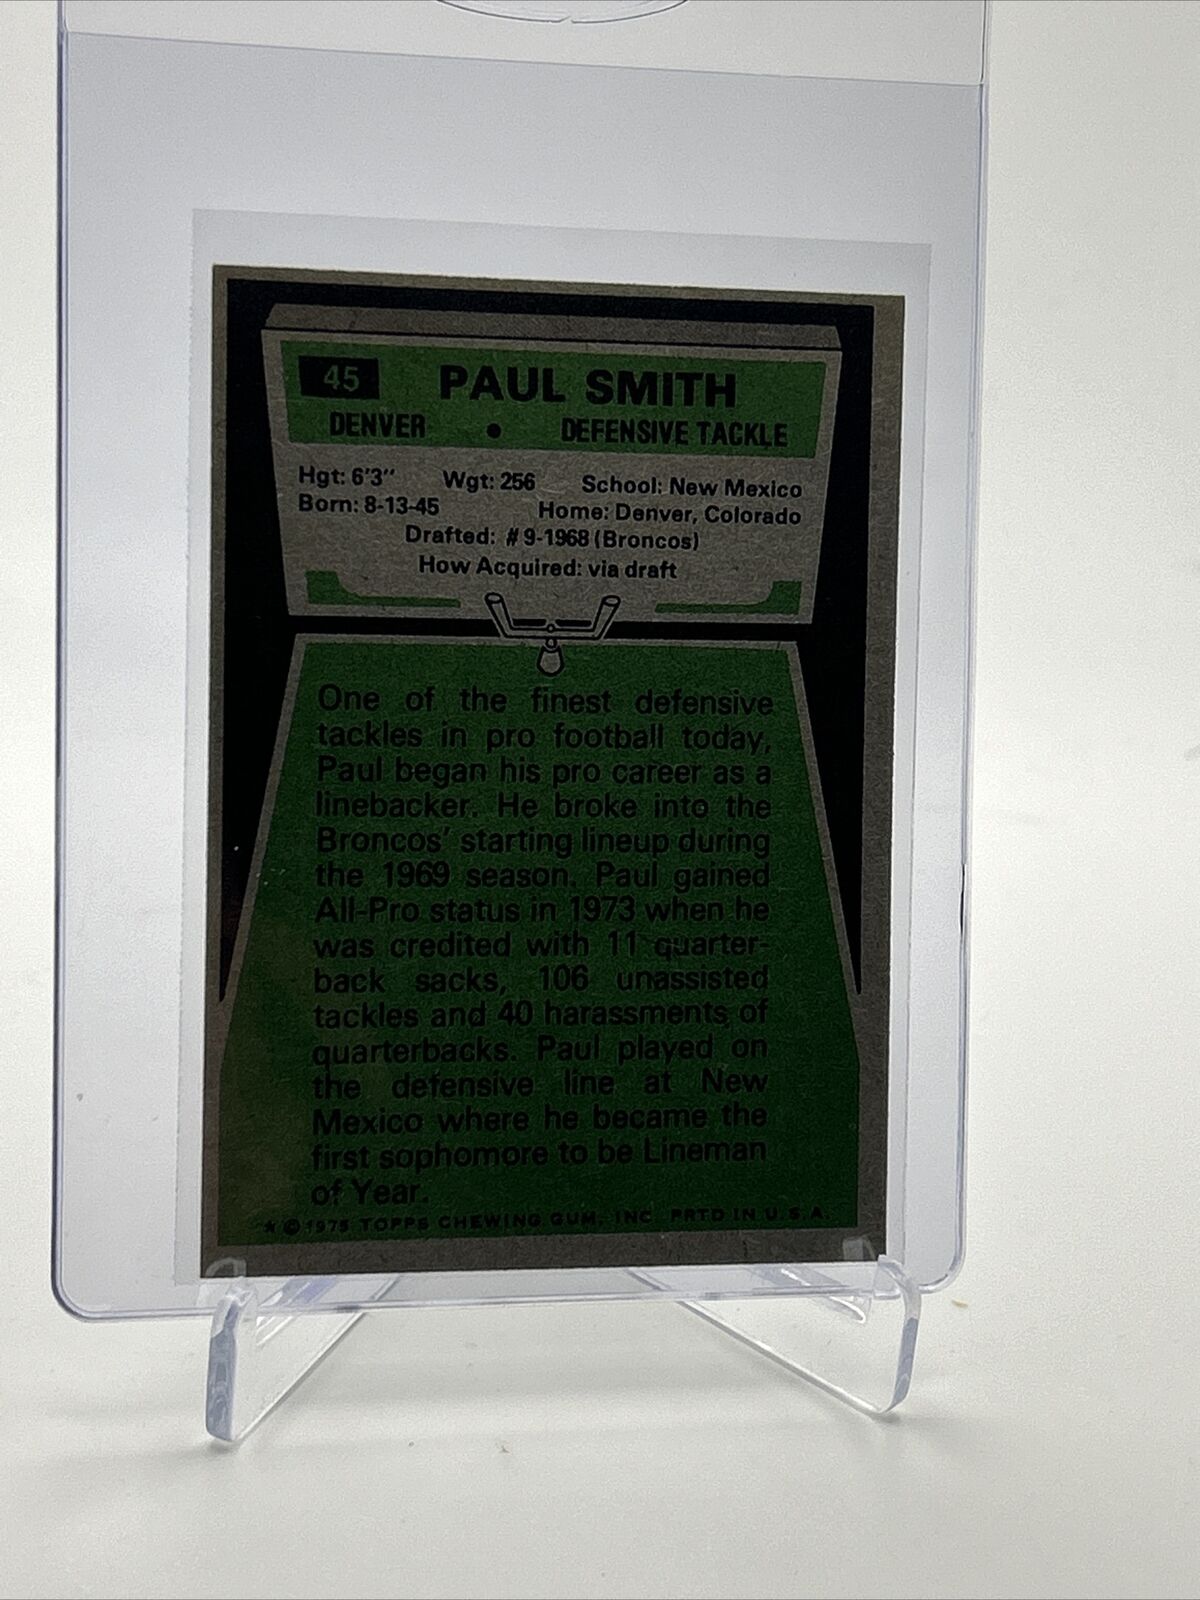 45 PAUL SMITH
DENVER • DEFENSIVE TACKLE
Hgt: 6'3" Wgt: 256 School: New Mexico
Born: 8-13-45 Home: Denver, Colorado
Drafted: #9-1968 (Broncos)
How Acquired: via draft
One of the finest defensive
tackles in pro football today,
Paul began his pro career as a
linebacker. He broke into the
Broncos' starting lineup during
the 1969 season. Paul gained
All-Pro status in 1973 when he
was credited with 11 quarter-
back sacks, 106 unassisted
tackles and 40 harassments of
quarterbacks. Paul played on
the defensive line at New
Mexico where he became the
first sophomore to be Lineman
of Year.
* © 1975 TOPPS CHEWING GUM, INC PRTD IN U.S.A.